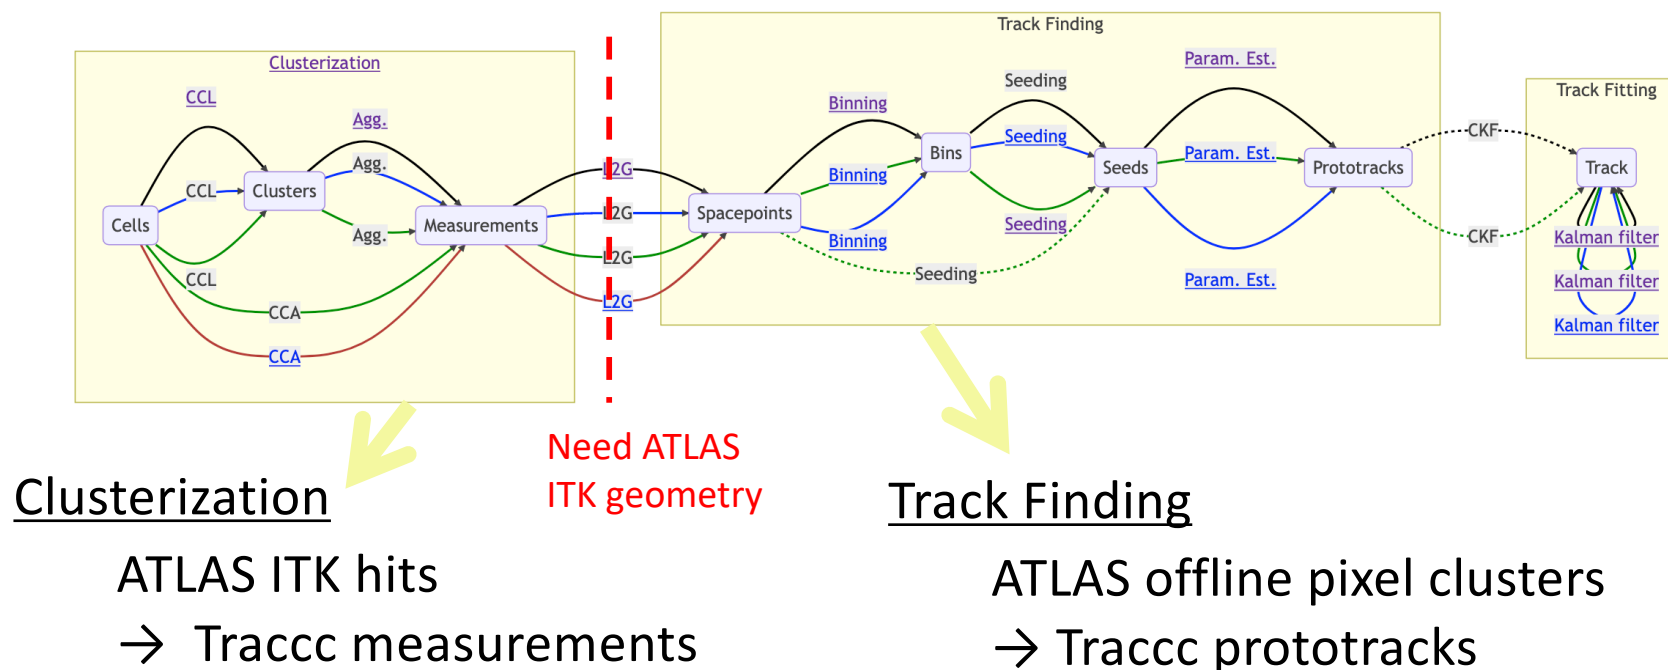 Clusterization
CCL
Agg.
Agg.
CCL
Clusters
Cells
Measurements
Agg.
CCL
CCA
CCA
L2G
L2G
L2G
L2G
Track Finding
Binning
Seeding
Param. Est.
Bins
Seeding
Seeds
Param. Est.
Prototracks
Binning
Spacepoints
Seeding
Binning
Seeding
Param. Est.
CKF
CKF
Track Fitting
Track
Kalman filter
Kalman filter
Kalman filter
Need ATLAS
ITK geometry
Clusterization
ATLAS ITK hits
→ Traccc measurements
Track Finding
ATLAS offline pixel clusters
→ Traccc prototracks